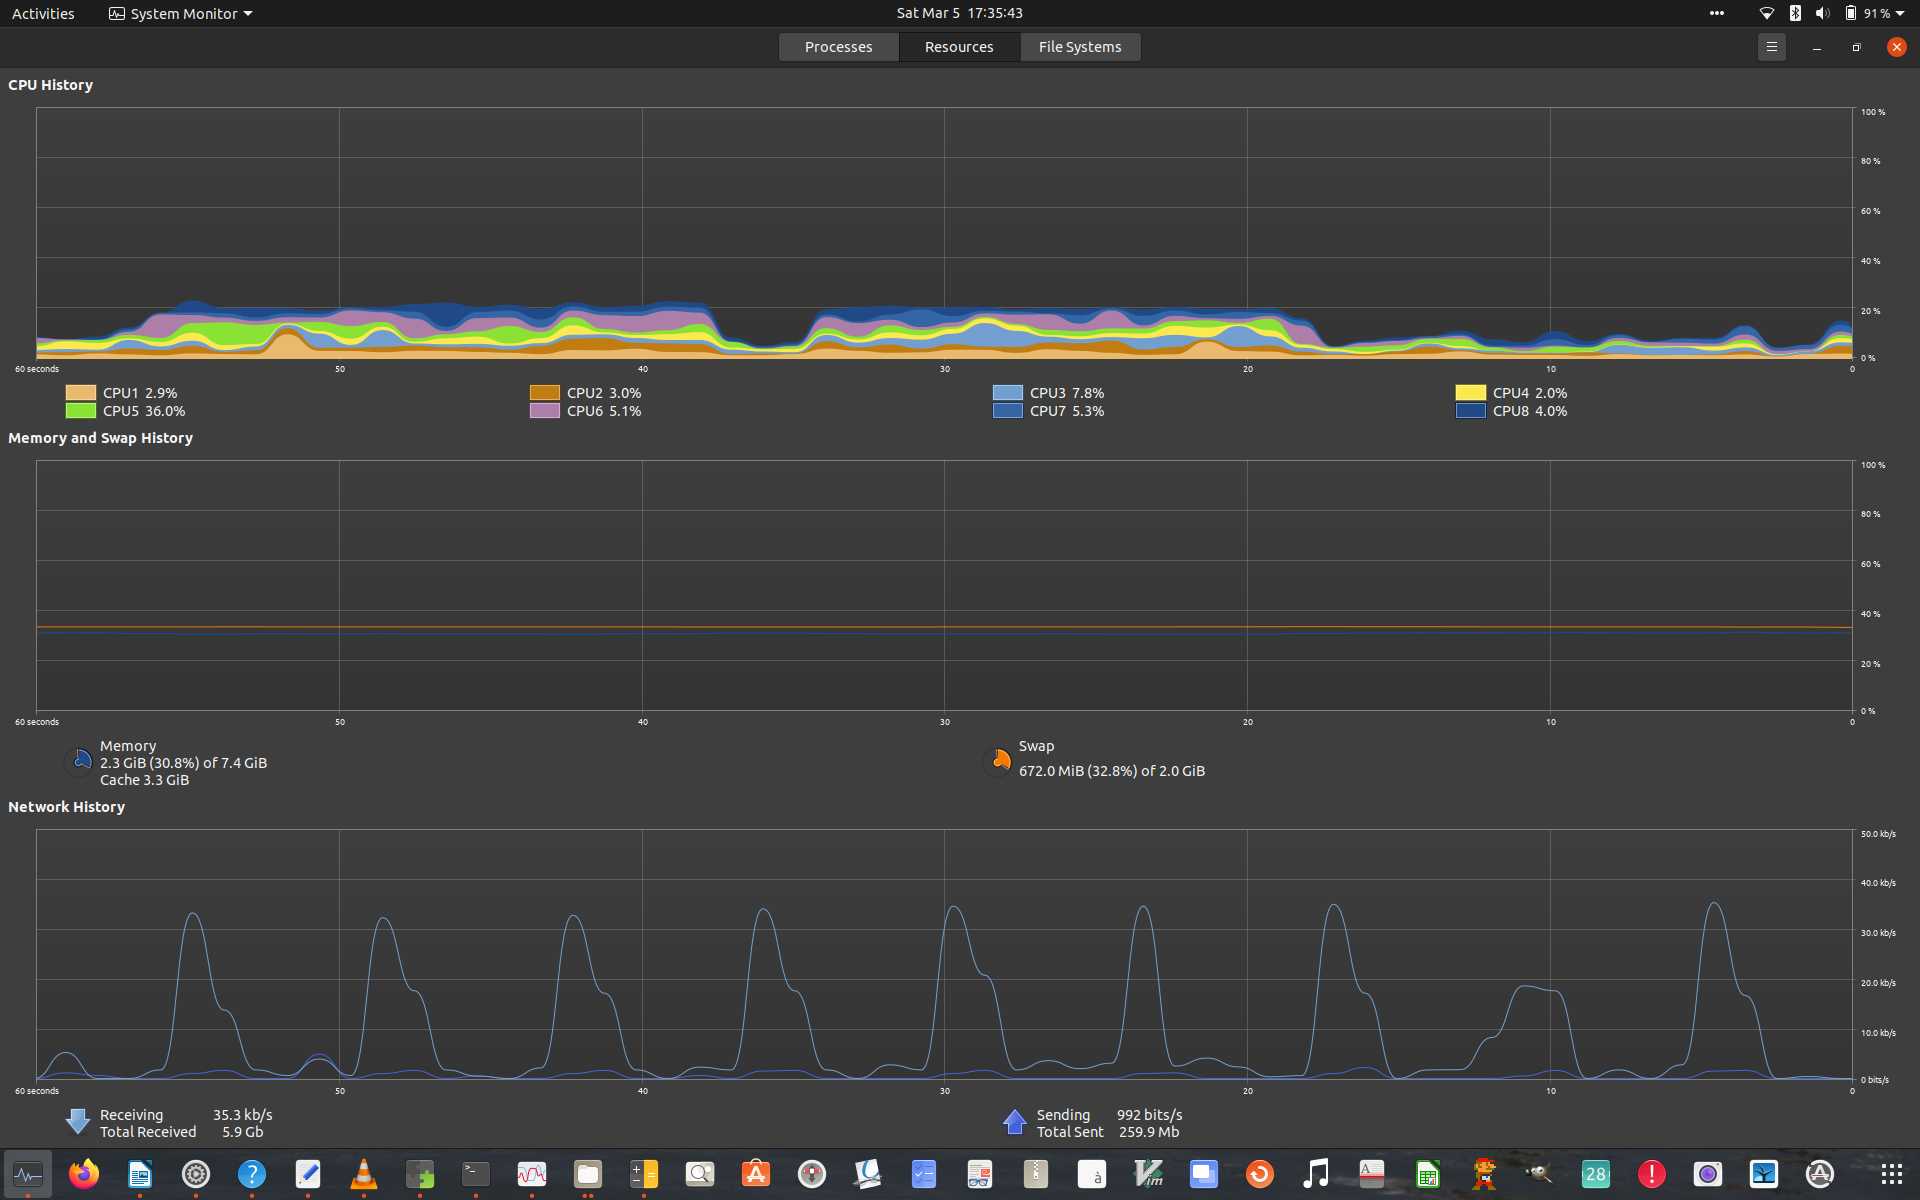 Activities System Monitor Sat Mar 5 17:35:43 91 %
Processes Resources File Systems
CPU History
100 %
80 %
60 %
40 %
20 %
0 %
60 seconds 50 40 30 20 10 0
CPU1 2.9% CPU2 3.0% CPU3 7.8% CPU4 2.0%
CPU5 36.0% CPU6 5.1% CPU7 5.3% CPU8 4.0%
Memory and Swap History
100 %
80 %
60 %
40 %
20 %
0 %
60 seconds 50 40 30 20 10 0
Memory
2.3 GiB (30.8%) of 7.4 GiB
Cache 3.3 GiB
Swap
672.0 MiB (32.8%) of 2.0 GiB
Network History
50.0 kb/s
40.0 kb/s
30.0 kb/s
20.0 kb/s
10.0 kb/s
0 bits/s
60 seconds 50 40 30 20 10 0
Receiving 35.3 kb/s
Total Received 5.9 Gb
Sending 992 bits/s
Total Sent 259.9 Mb
? >_ à Vim A 28 !